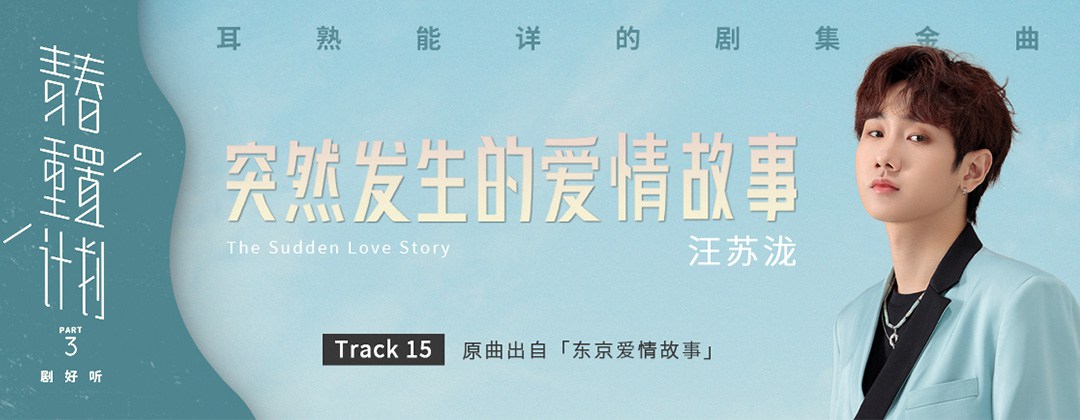 青春
重置
计划
PART
3
剧好听
耳熟能详的剧集金曲
突然发生的爱情故事
The Sudden Love Story
汪苏泷
Track 15 原曲出自「东京爱情故事」